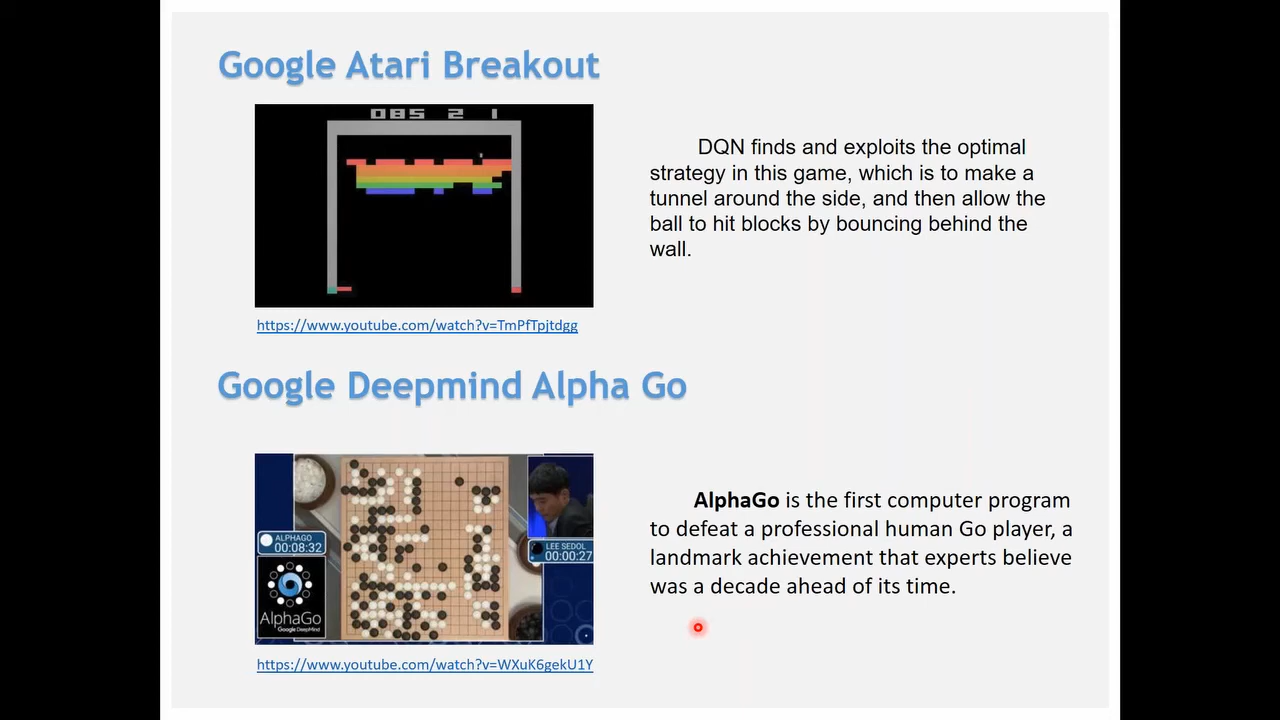 Google Atari Breakout
085 2 1
DQN finds and exploits the optimal
strategy in this game, which is to make a
tunnel around the side, and then allow the
ball to hit blocks by bouncing behind the
wall.
https://www.youtube.com/watch?v=TmPfTpjtdgg
Google Deepmind Alpha Go
ALPHAGO
00:08:32
LEE SEDOL
00:00:27
AlphaGo
Google DeepMind
AlphaGo is the first computer program
to defeat a professional human Go player, a
landmark achievement that experts believe
was a decade ahead of its time.
https://www.youtube.com/watch?v=WXuK6gekU1Y